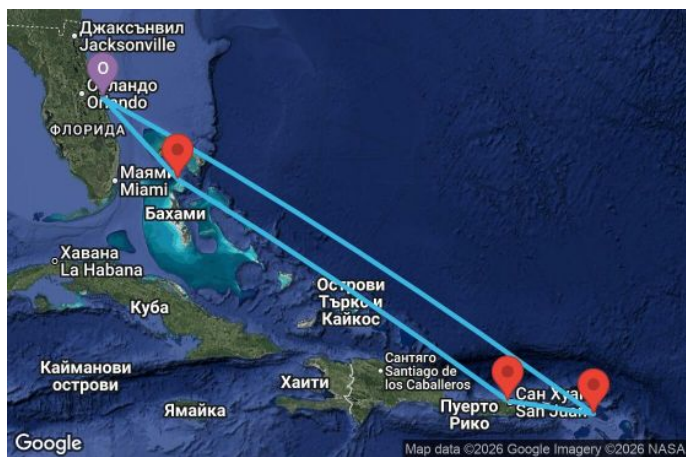 Джаксънвил
Jacksonville
O
Орландо
Orlando
ФЛОРИДА
Маями
Miami
Бахами
Хавана
La Habana
Куба
Острови
Търкс и
Кайкос
Кайманови
острови
Ямайка
Хаити
Сантяго
Santiago de
los Caballeros
Пуерто
Рико
Сан Хуан
San Juan
Google
Map data ©2026 Google Imagery ©2026 NASA